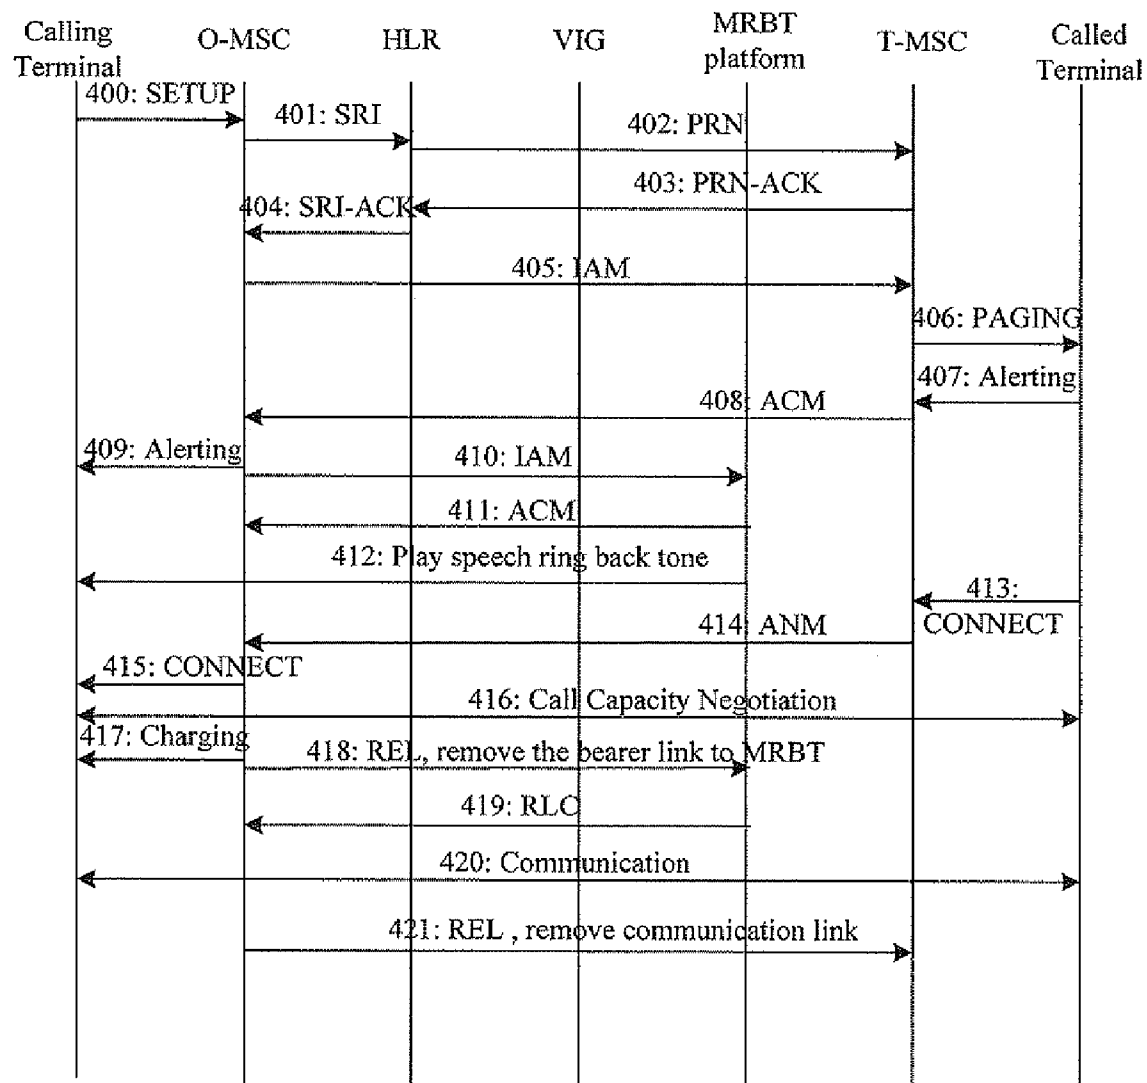 Calling
Terminal
O-MSC
HLR
VIG
MRBT
platform
T-MSC
Called
Terminal
400: SETUP
401: SRI
402: PRN
403: PRN-ACK
404: SRI-ACK
405: IAM
406: PAGING
407: Alerting
408: ACM
409: Alerting
410: IAM
411: ACM
412: Play speech ring back tone
413:
CONNECT
414: ANM
415: CONNECT
416: Call Capacity Negotiation
417: Charging
418: REL, remove the bearer link to MRBT
419: RLC
420: Communication
421: REL , remove communication link